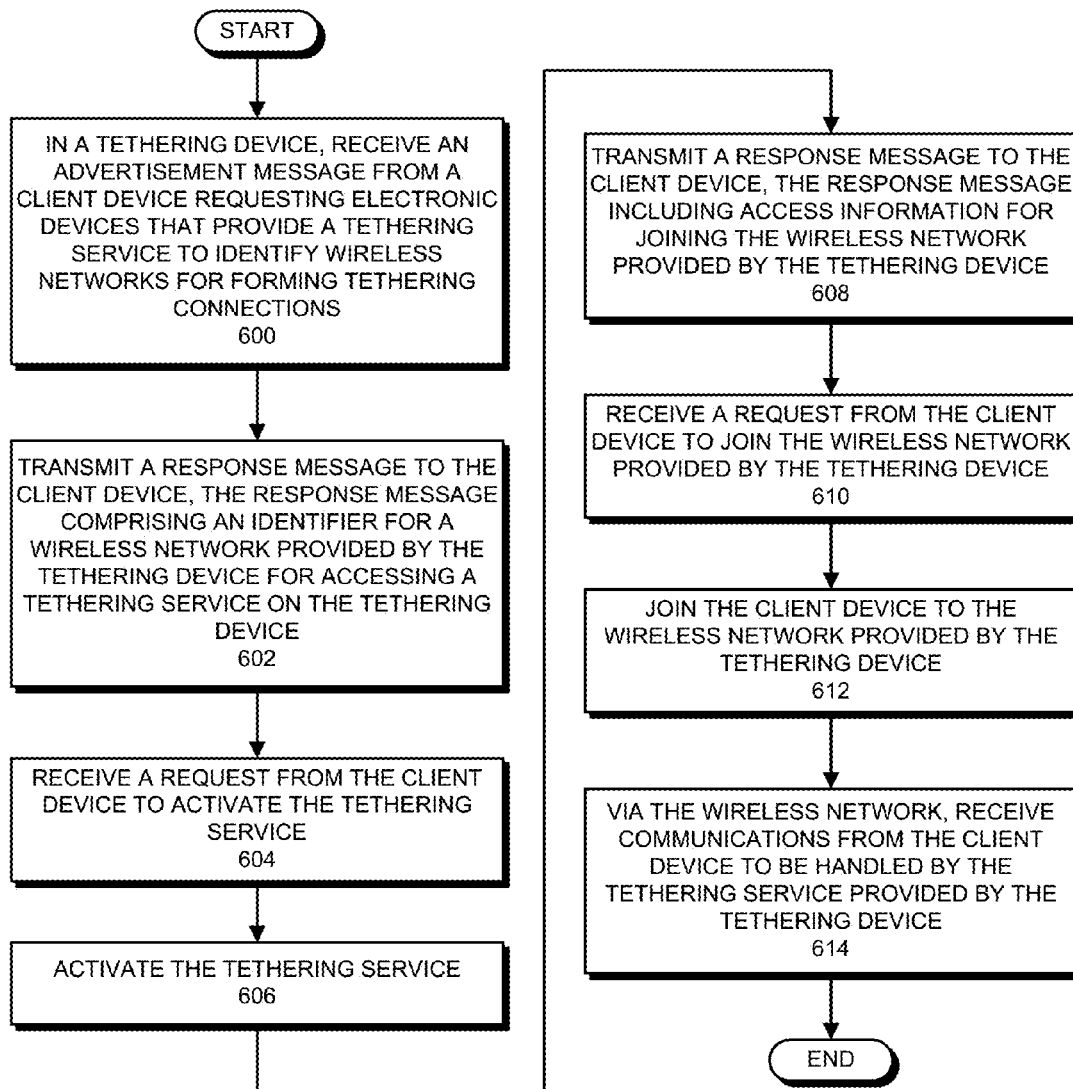 START
IN A TETHERING DEVICE, RECEIVE AN
ADVERTISEMENT MESSAGE FROM A
CLIENT DEVICE REQUESTING ELECTRONIC
DEVICES THAT PROVIDE A TETHERING
SERVICE TO IDENTIFY WIRELESS
NETWORKS FOR FORMING TETHERING
CONNECTIONS
600
TRANSMIT A RESPONSE MESSAGE TO THE
CLIENT DEVICE, THE RESPONSE MESSAGE
COMPRISING AN IDENTIFIER FOR A
WIRELESS NETWORK PROVIDED BY THE
TETHERING DEVICE FOR ACCESSING A
TETHERING SERVICE ON THE TETHERING
DEVICE
602
RECEIVE A REQUEST FROM THE CLIENT
DEVICE TO ACTIVATE THE TETHERING
SERVICE
604
ACTIVATE THE TETHERING SERVICE
606
TRANSMIT A RESPONSE MESSAGE TO THE
CLIENT DEVICE, THE RESPONSE MESSAGE
INCLUDING ACCESS INFORMATION FOR
JOINING THE WIRELESS NETWORK
PROVIDED BY THE TETHERING DEVICE
608
RECEIVE A REQUEST FROM THE CLIENT
DEVICE TO JOIN THE WIRELESS NETWORK
PROVIDED BY THE TETHERING DEVICE
610
JOIN THE CLIENT DEVICE TO THE
WIRELESS NETWORK PROVIDED BY THE
TETHERING DEVICE
612
VIA THE WIRELESS NETWORK, RECEIVE
COMMUNICATIONS FROM THE CLIENT
DEVICE TO BE HANDLED BY THE
TETHERING SERVICE PROVIDED BY THE
TETHERING DEVICE
614
END